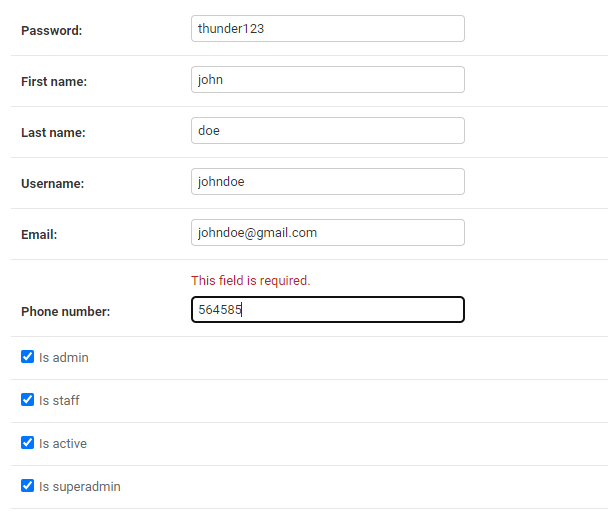 Password: thunder123
First name: john
Last name: doe
Username: johndoe
Email: johndoe@gmail.com
This field is required.
Phone number: 564585
Is admin
Is staff
Is active
Is superadmin